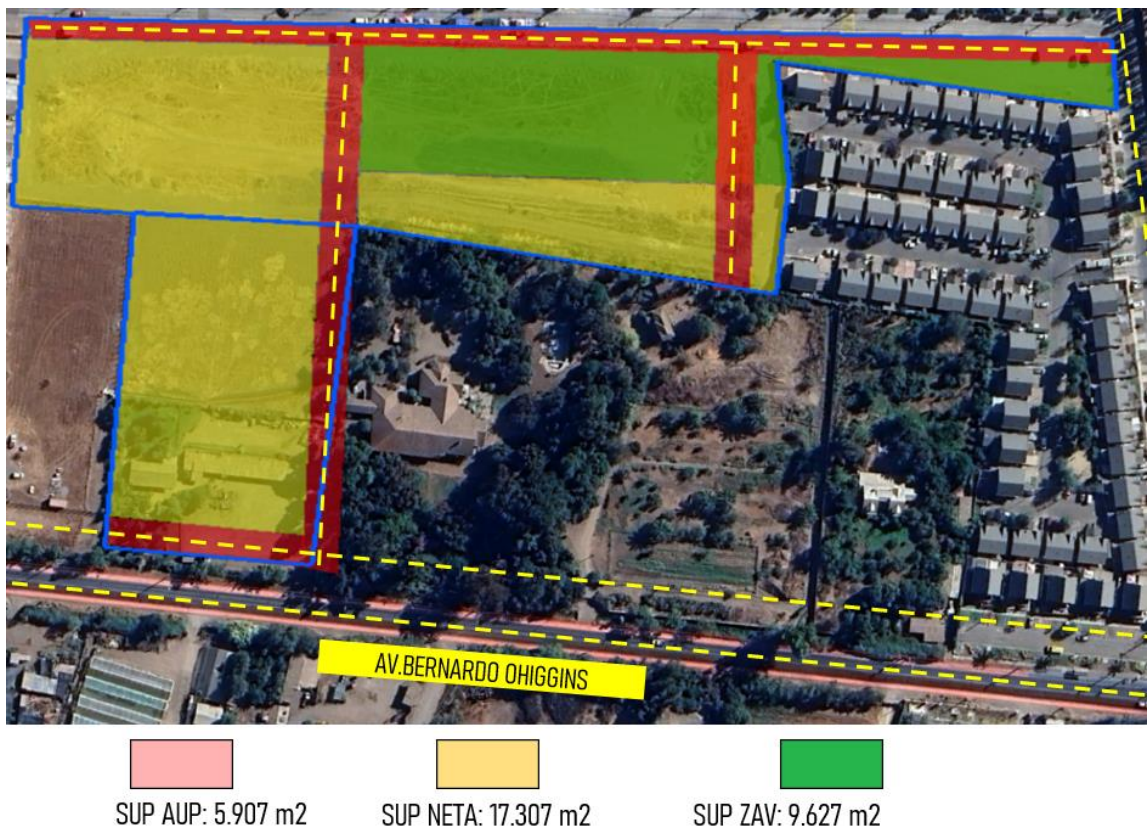 AV.BERNARDO OHIGGINS
SUP AUP: 5.907 m2
SUP NETA: 17.307 m2
SUP ZAV: 9.627 m2